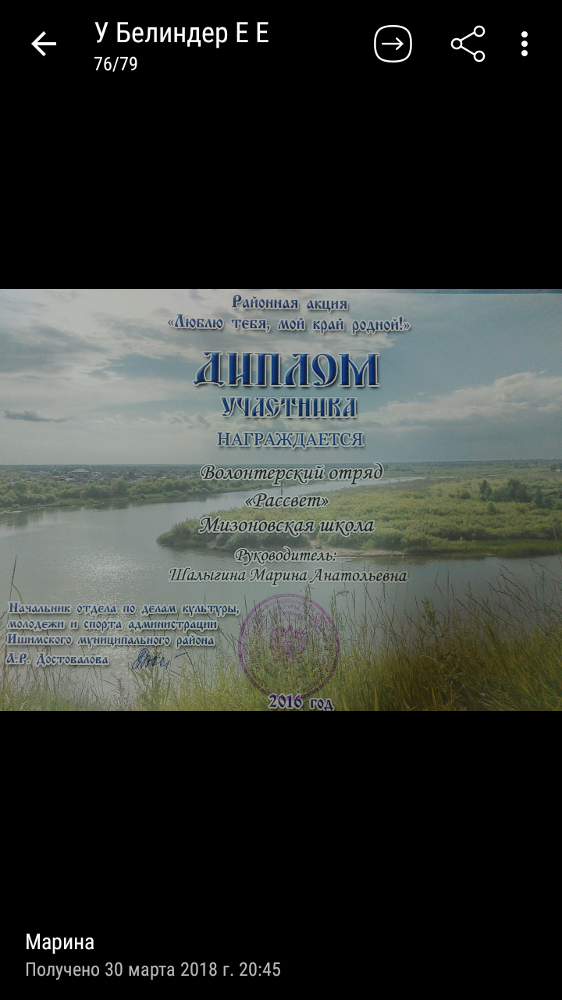 У Белиндер Е Е
76/79
Районная акция
«Люблю тебя, мой край родной!»
ДИПЛОМ
УЧАСТНИКА
НАГРАЖДАЕТСЯ
Волонтерский отряд
«Рассвет»
Мизоновская школа
Руководитель:
Шалыгина Марина Анатольевна
Начальник отдела по делам культуры,
молодежи и спорта администрации
Ишимского муниципального района
А.Р. Достовалова
2016 год
Марина
Получено 30 марта 2018 г. 20:45